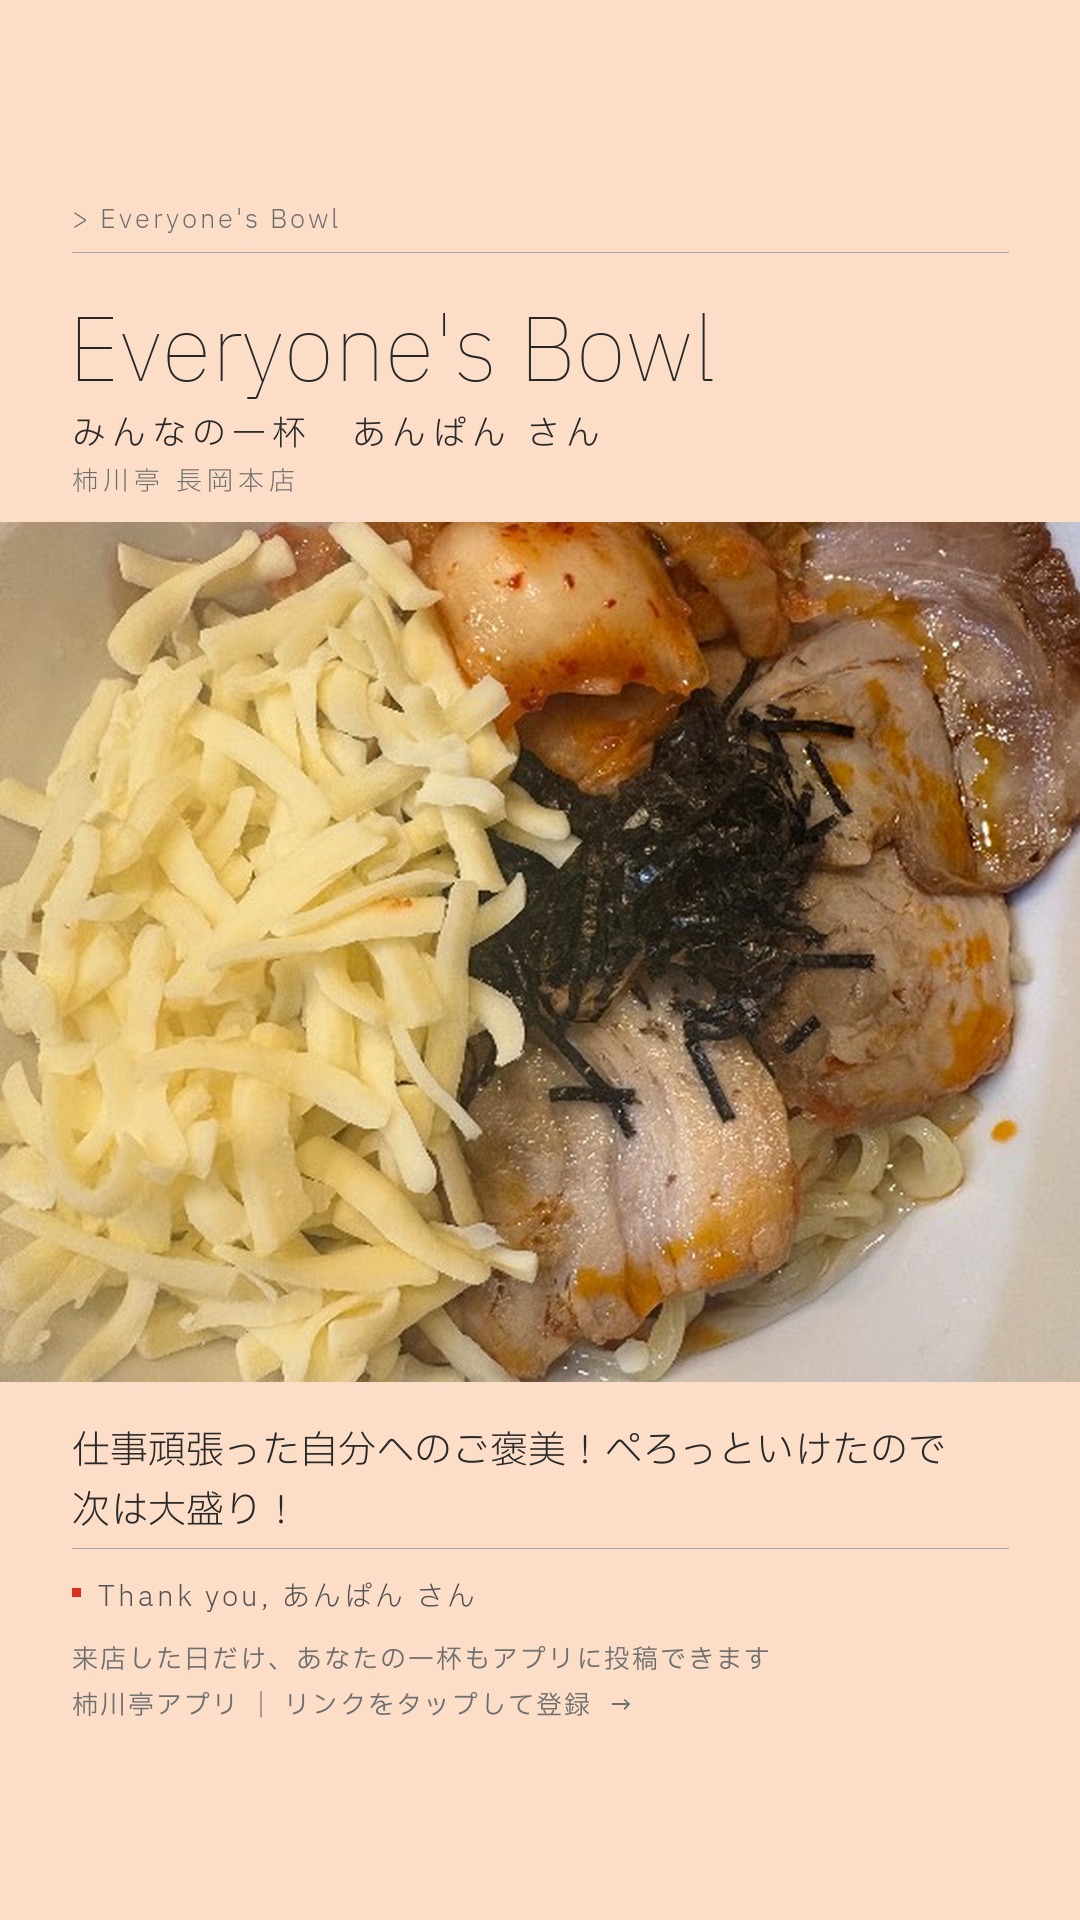 > Everyone's Bowl
Everyone's Bowl
みんなの一杯　あんぱん さん
柿川亭 長岡本店
仕事頑張った自分へのご褒美！ぺろっといけたので
次は大盛り！
Thank you, あんぱん さん
来店した日だけ、あなたの一杯もアプリに投稿できます
柿川亭アプリ ｜ リンクをタップして登録 →